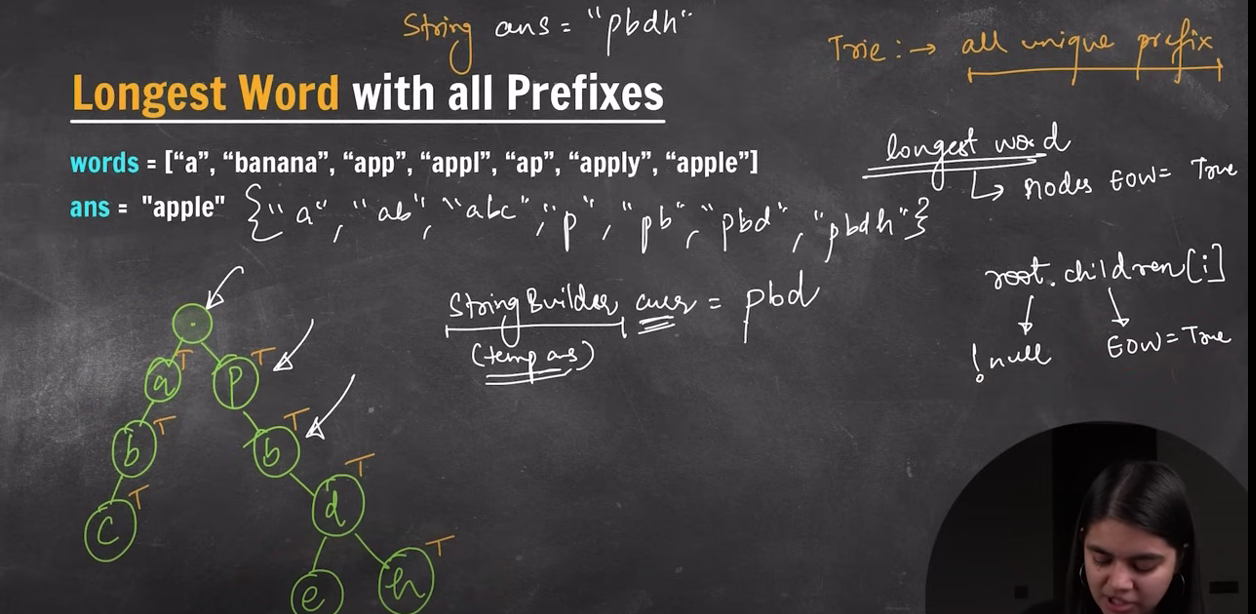 String ans = "pbdh"
Trie :→ all unique prefix
Longest Word with all Prefixes
longest word
↳ nodes EOW = True
words = ["a", "banana", "app", "appl", "ap", "apply", "apple"]
ans = "apple"
{"a", "ab", "abc", "p", "pb", "pbd", "pbdh"}
root.children[i]
!null
EOW=True
StringBuilder curr = pbd
(temp ans)
a T
P T
b T
b T
c T
d T
e
h T